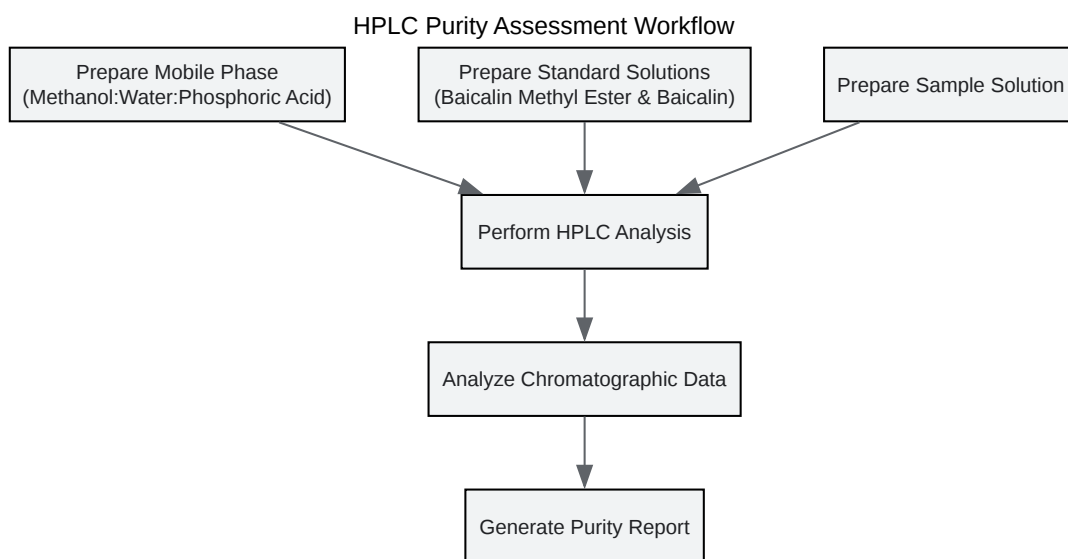 HPLC Purity Assessment Workflow
Prepare Mobile Phase
(Methanol:Water:Phosphoric Acid)
Prepare Standard Solutions
(Baicalin Methyl Ester & Baicalin)
Prepare Sample Solution
Perform HPLC Analysis
Analyze Chromatographic Data
Generate Purity Report